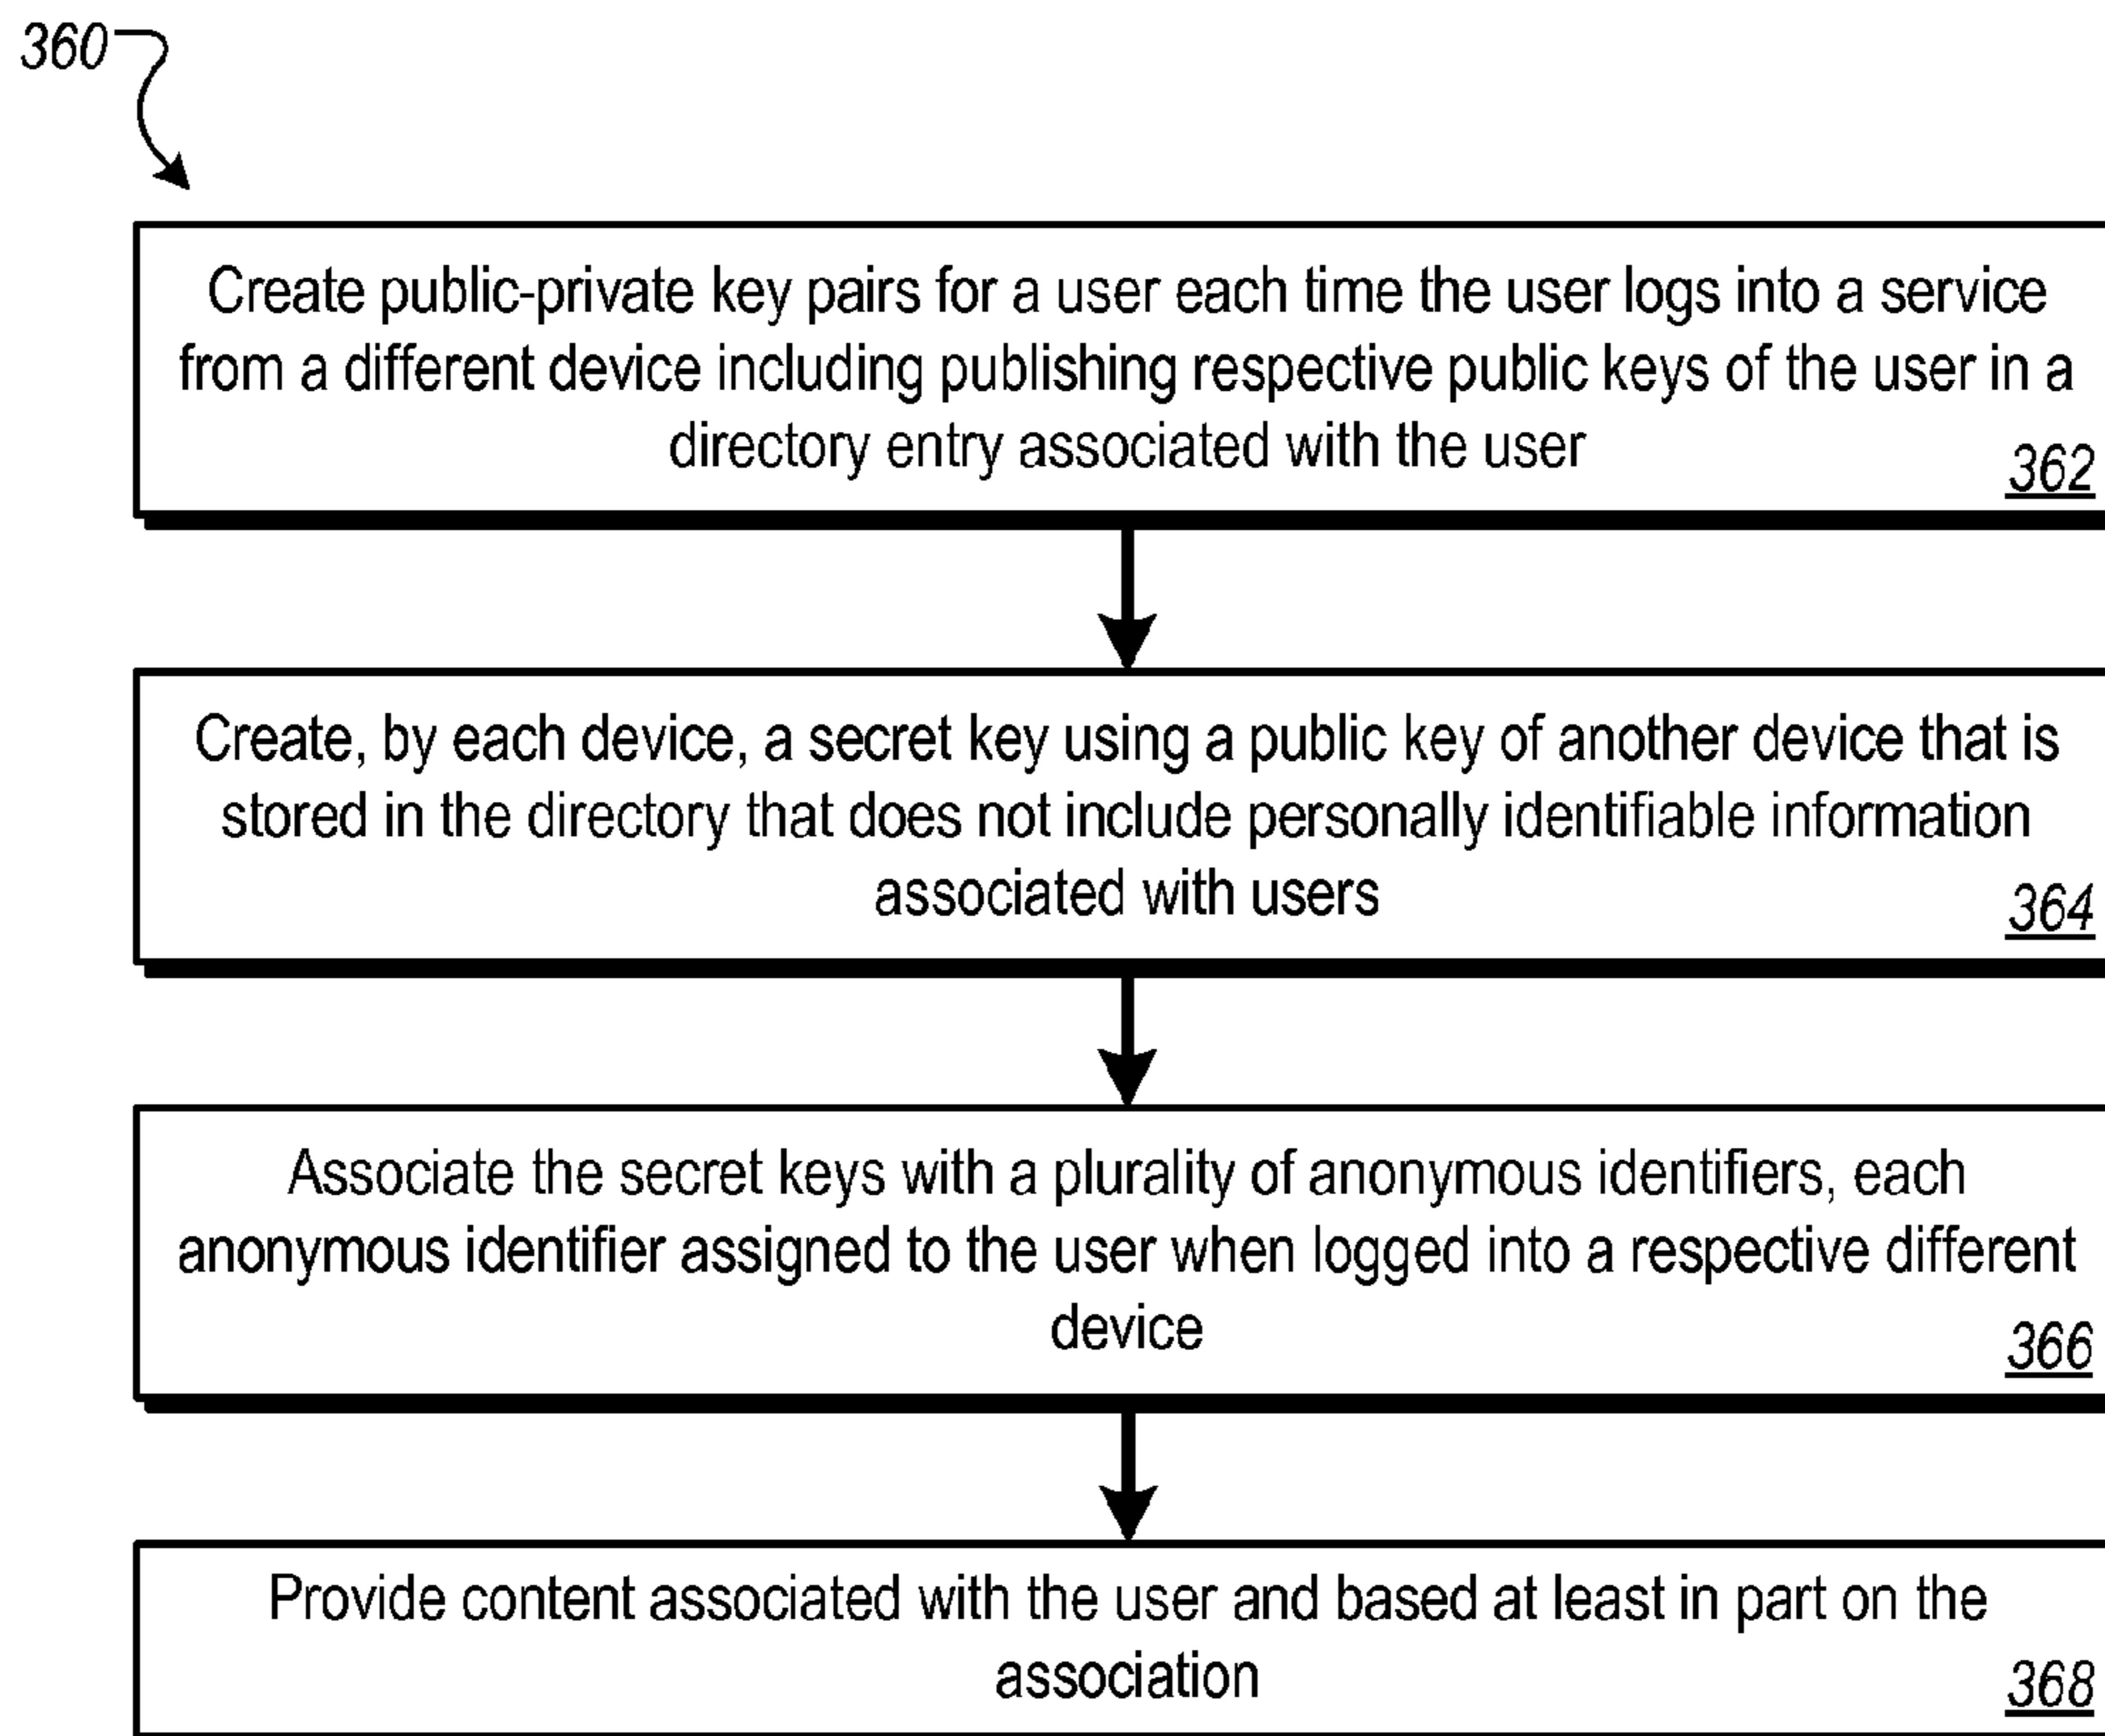 360
Create public-private key pairs for a user each time the user logs into a service
from a different device including publishing respective public keys of the user in a
directory entry associated with the user
362
Create, by each device, a secret key using a public key of another device that is
stored in the directory that does not include personally identifiable information
associated with users
364
Associate the secret keys with a plurality of anonymous identifiers, each
anonymous identifier assigned to the user when logged into a respective different
device
366
Provide content associated with the user and based at least in part on the
association
368